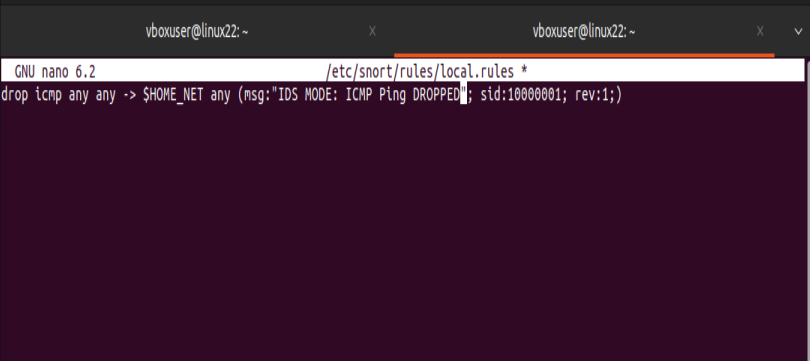 vboxuser@linux22: ~ x vboxuser@linux22: ~ x
GNU nano 6.2 /etc/snort/rules/local.rules *
drop icmp any any -> $HOME_NET any (msg:"IDS MODE: ICMP Ping DROPPED"; sid:10000001; rev:1;)